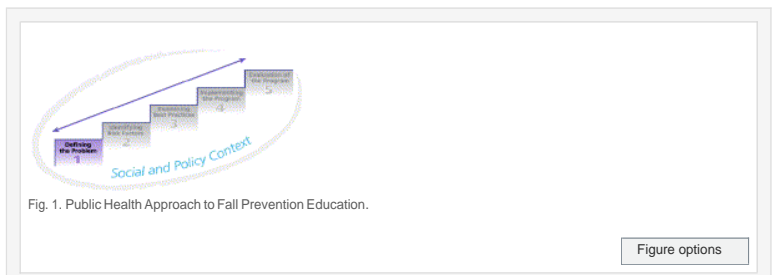 Defining
the Problem
1
Identifying
Risk Factors
2
Examining
Best Practices
3
Implementing
the Program
4
Evaluation of
the Program
5
Social and Policy Context
Fig. 1. Public Health Approach to Fall Prevention Education.
Figure options